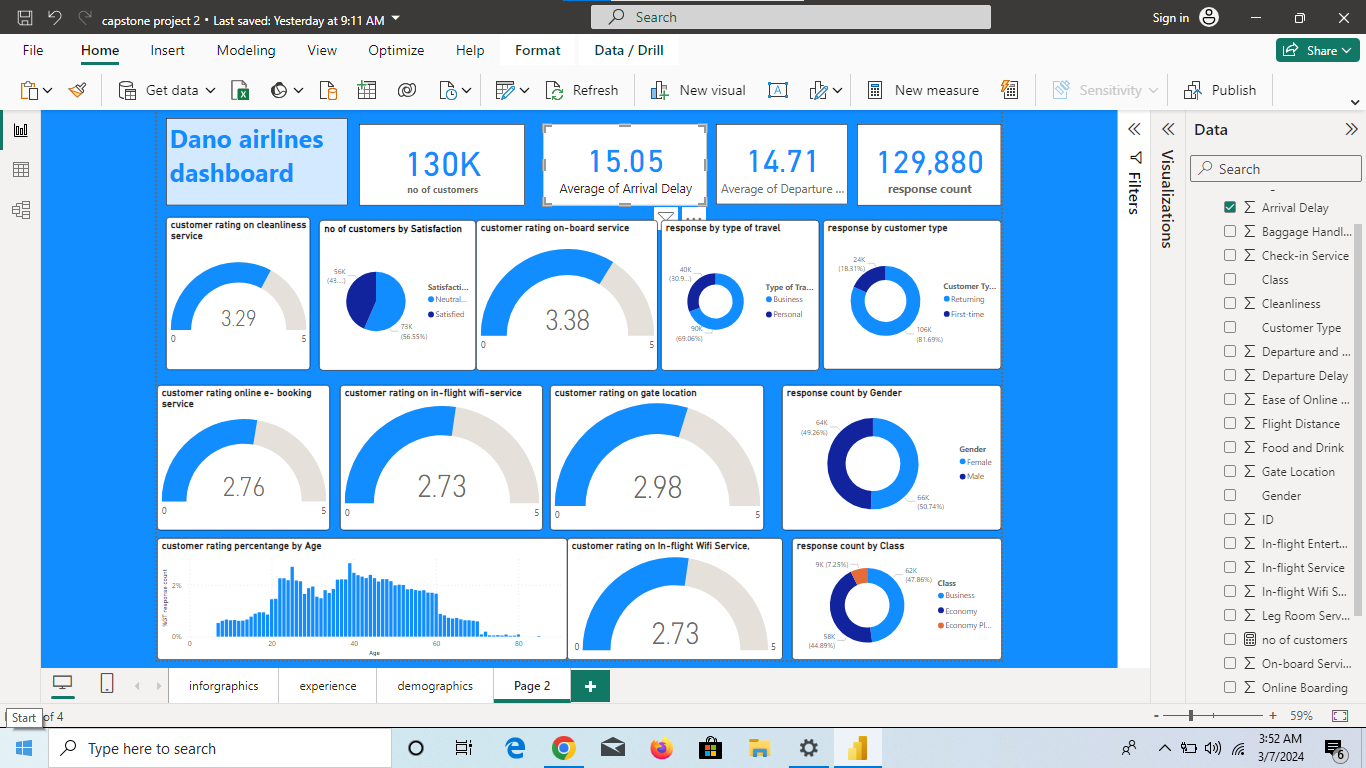 capstone project 2 • Last saved: Yesterday at 9:11 AM
Search
Sign in
File
Home
Insert
Modeling
View
Optimize
Help
Format
Data / Drill
Share
Get data
Refresh
New visual
New measure
Sensitivity
Publish
Dano airlines
dashboard
130K
no of customers
15.05
Average of Arrival Delay
14.71
Average of Departure ...
129,880
response count
customer rating on cleanliness
service
3.29
0
5
no of customers by Satisfaction
56K
(43....)
73K
(56.55%)
Satisfacti...
Neutral...
Satisfied
customer rating on-board service
3.38
0
5
response by type of travel
40K
(30.9...)
90K
(69.06%)
Type of Tra...
Business
Personal
response by customer type
24K
(18.31%)
106K
(81.69%)
Customer Ty...
Returning
First-time
customer rating online e- booking
service
2.76
0
5
customer rating on in-flight wifi-service
2.73
0
5
customer rating on gate location
2.98
0
5
response count by Gender
64K
(49.26%)
66K
(50.74%)
Gender
Female
Male
customer rating percentange by Age
%GT response count
2%
0%
0
20
40
60
80
Age
customer rating on In-flight Wifi Service,
2.73
0
5
response count by Class
9K (7.25%)
62K
(47.86%)
58K
(44.89%)
Class
Business
Economy
Economy Pl...
Filters
Visualizations
Data
Search
Arrival Delay
Baggage Handl...
Check-in Service
Class
Cleanliness
Customer Type
Departure and ...
Departure Delay
Ease of Online ...
Flight Distance
Food and Drink
Gate Location
Gender
ID
In-flight Entert...
In-flight Service
In-flight Wifi S...
Leg Room Serv...
no of customers
On-board Servi...
Online Boarding
inforgraphics
experience
demographics
Page 2
Start
of 4
59%
Type here to search
3:52 AM
3/7/2024
6